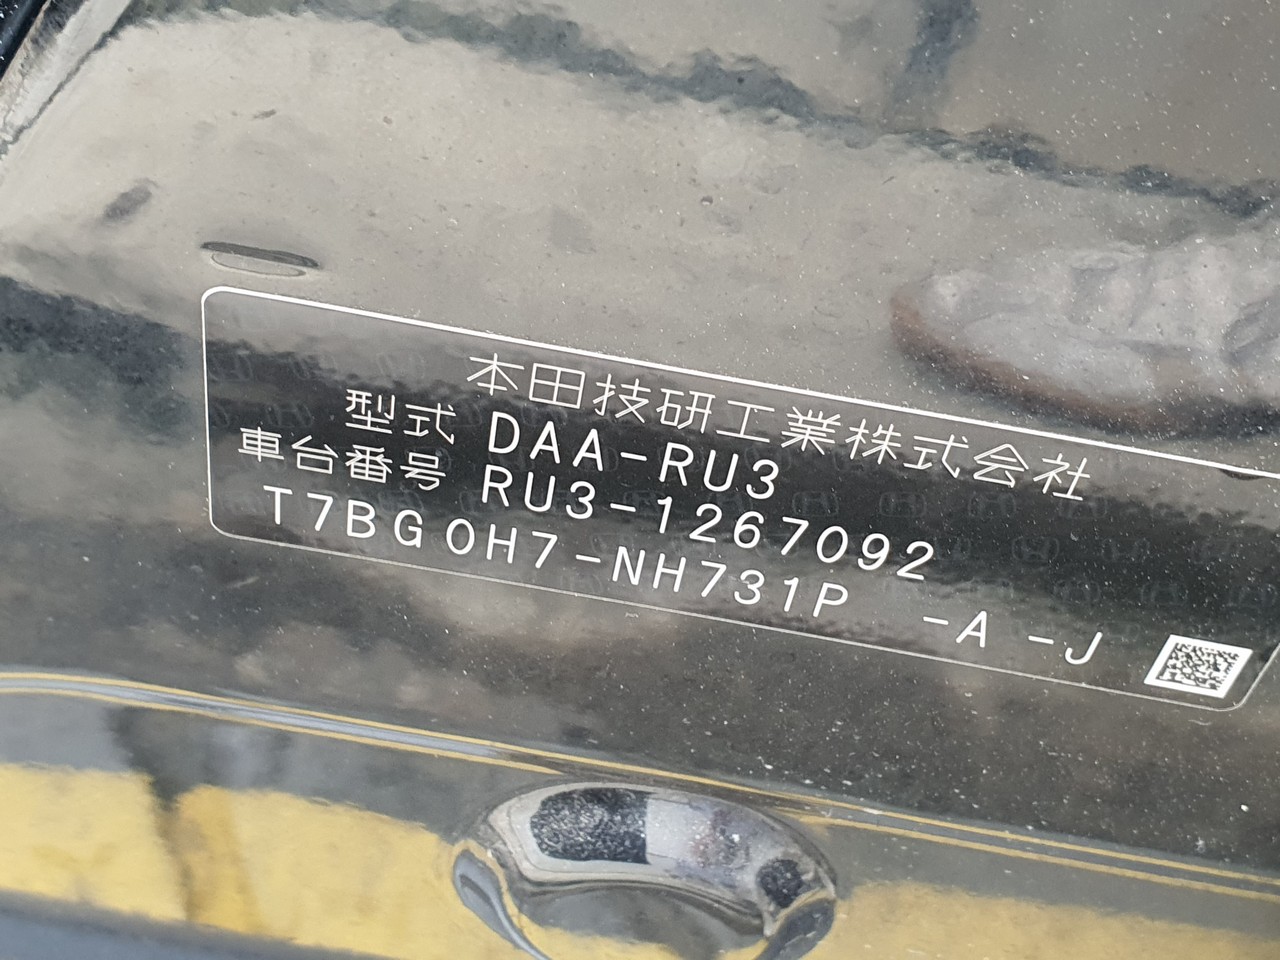 本田技研工業株式会社
型式 DAA-RU3
車台番号 RU3-1267092
T7BG0H7-NH731P -A -J